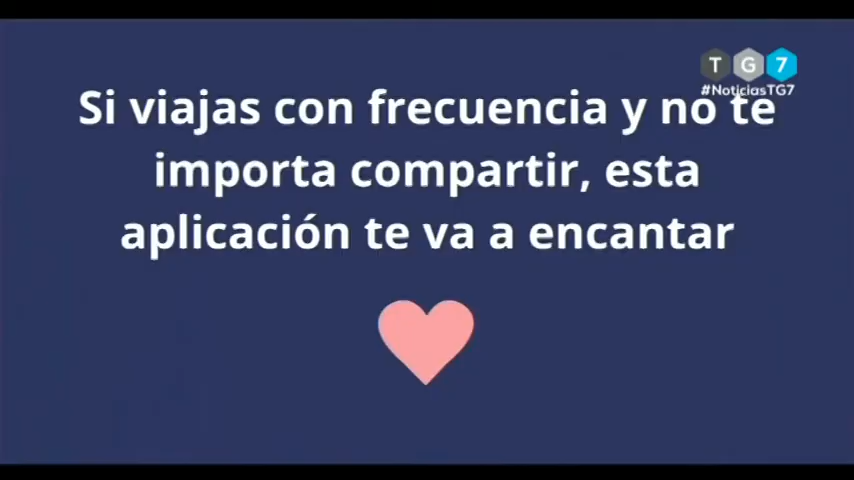 TG7
#NoticiasTG7
Si viajas con frecuencia y no te
importa compartir, esta
aplicación te va a encantar